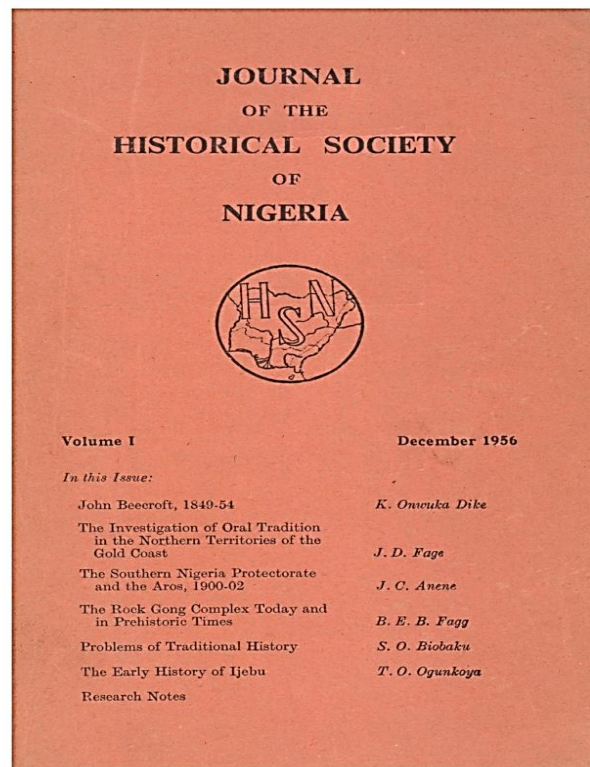 JOURNAL
OF THE
HISTORICAL SOCIETY
OF
NIGERIA
HSN
Volume I December 1956
In this Issue:
John Beecroft, 1849-54 K. Onwuka Dike
The Investigation of Oral Tradition
in the Northern Territories of the
Gold Coast J. D. Fage
The Southern Nigeria Protectorate
and the Aros, 1900-02 J. C. Anene
The Rock Gong Complex Today and
in Prehistoric Times B. E. B. Fagg
Problems of Traditional History S. O. Biobaku
The Early History of Ijebu T. O. Ogunkoya
Research Notes